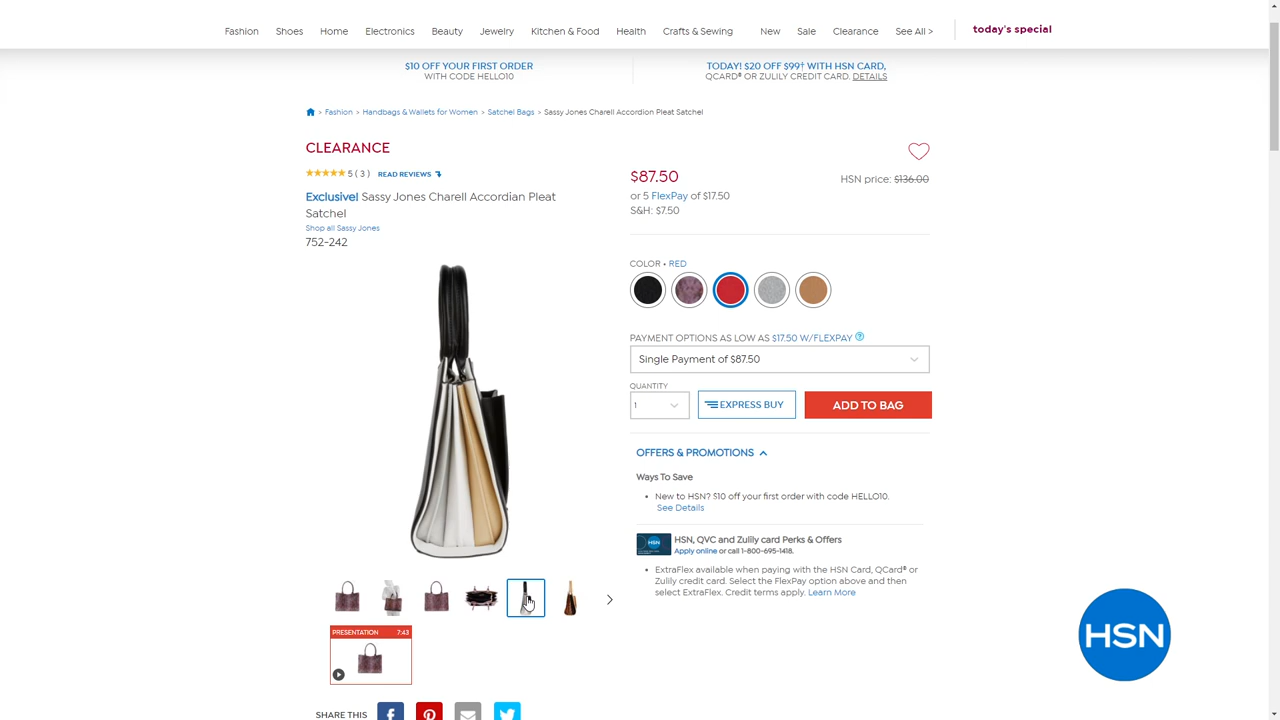 Fashion Shoes Home Electronics Beauty Jewelry Kitchen & Food Health Crafts & Sewing New Sale Clearance See All > today's special
$10 OFF YOUR FIRST ORDER
WITH CODE HELLO10
TODAY! $20 OFF $99† WITH HSN CARD,
QCARD® OR ZULILY CREDIT CARD. DETAILS
> Fashion > Handbags & Wallets for Women > Satchel Bags > Sassy Jones Charell Accordion Pleat Satchel
CLEARANCE
5 ( 3 ) READ REVIEWS
Exclusive! Sassy Jones Charell Accordian Pleat
Satchel
Shop all Sassy Jones
752-242
$87.50
HSN price: $136.00
or 5 FlexPay of $17.50
S&H: $7.50
COLOR • RED
PAYMENT OPTIONS AS LOW AS $17.50 W/FLEXPAY ?
Single Payment of $87.50
QUANTITY
1
EXPRESS BUY
ADD TO BAG
OFFERS & PROMOTIONS
Ways To Save
• New to HSN? $10 off your first order with code HELLO10.
See Details
HSN
HSN, QVC and Zulily card Perks & Offers
Apply online or call 1-800-695-1418.
• ExtraFlex available when paying with the HSN Card, QCard® or
Zulily credit card. Select the FlexPay option above and then
select ExtraFlex. Credit terms apply. Learn More
PRESENTATION 7:43
SHARE THIS
HSN